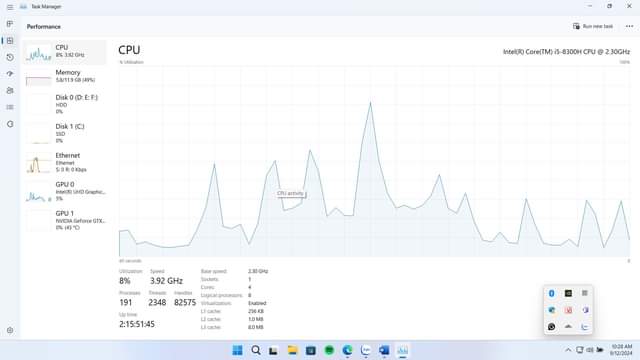 Task Manager
Performance
Run new task
CPU
8% 3.92 GHz
Memory
5.8/11.9 GB (49%)
Disk 0 (D: E: F:)
HDD
0%
Disk 1 (C:)
SSD
0%
Ethernet
Ethernet
S: 0 R: 0 Kbps
GPU 0
Intel(R) UHD Graphic...
5%
GPU 1
NVIDIA GeForce GTX...
0% (43 °C)
CPU
Intel(R) Core(TM) i5-8300H CPU @ 2.30GHz
% Utilization
100%
CPU activity
60 seconds
0
Utilization
8%
Speed
3.92 GHz
Processes
191
Threads
2348
Handles
82575
Up time
2:15:51:45
Base speed: 2.30 GHz
Sockets: 1
Cores: 4
Logical processors: 8
Virtualization: Enabled
L1 cache: 256 KB
L2 cache: 1.0 MB
L3 cache: 8.0 MB
10:28 AM
9/12/2024